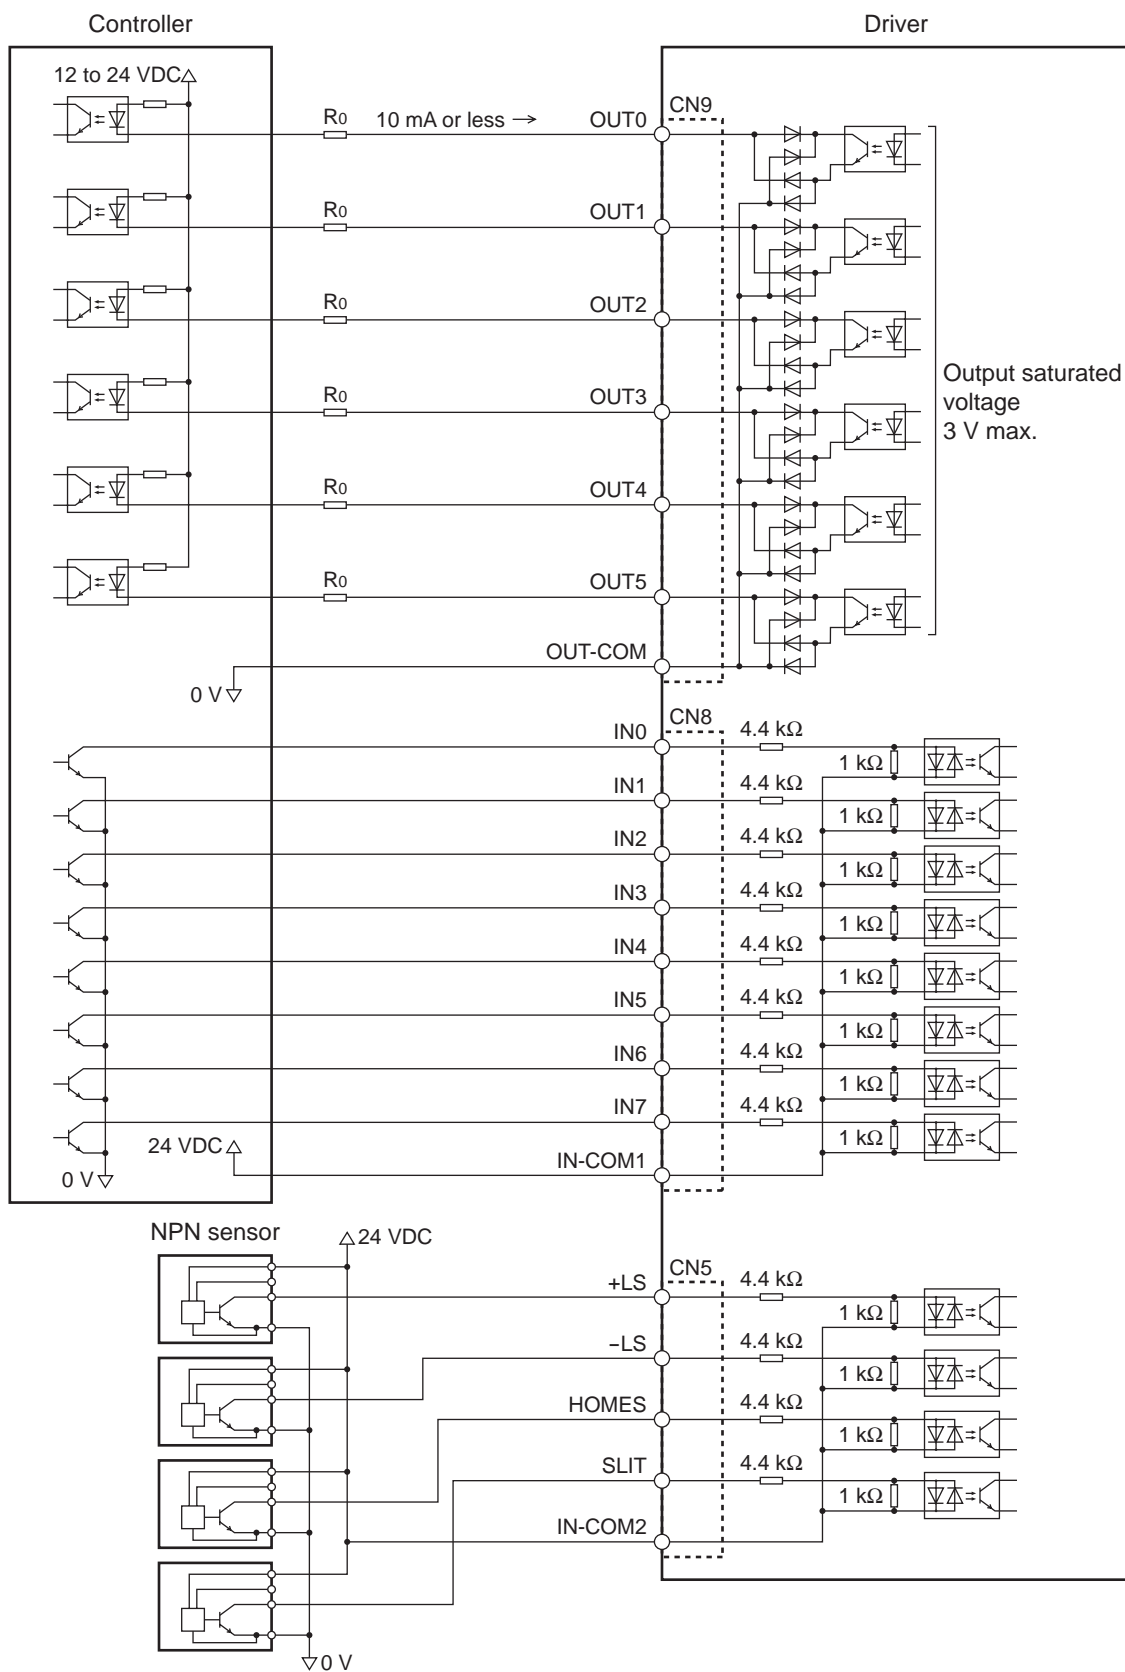 Controller
Driver
12 to 24 VDC
CN9
R0
10 mA or less →
OUT0
R0
OUT1
R0
OUT2
R0
OUT3
Output saturated
voltage
3 V max.
R0
OUT4
R0
OUT5
OUT-COM
0 V
CN8
IN0
4.4 kΩ
1 kΩ
IN1
4.4 kΩ
1 kΩ
IN2
4.4 kΩ
1 kΩ
IN3
4.4 kΩ
1 kΩ
IN4
4.4 kΩ
1 kΩ
IN5
4.4 kΩ
1 kΩ
IN6
4.4 kΩ
1 kΩ
IN7
4.4 kΩ
1 kΩ
24 VDC
IN-COM1
0 V
NPN sensor
24 VDC
CN5
+LS
4.4 kΩ
1 kΩ
−LS
4.4 kΩ
1 kΩ
HOMES
4.4 kΩ
1 kΩ
SLIT
4.4 kΩ
1 kΩ
IN-COM2
0 V